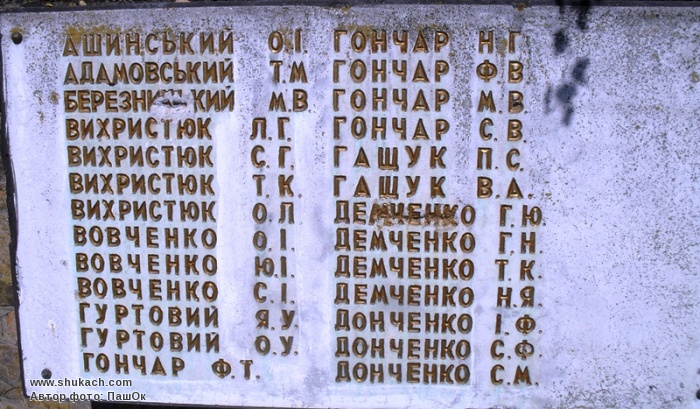 АШИНСЬКИЙ О.І.
АДАМОВСЬКИЙ Т.М
М.В
ВИХРИСТЮК Л.Г.
ВИХРИСТЮК С.Г.
ВИХРИСТЮК Т.К.
ВИХРИСТЮК О.Л
ВОВЧЕНКО О.І
ВОВЧЕНКО Ю.І.
ВОВЧЕНКО С.І.
ГУРТОВИЙ Я.У
ГУРТОВИЙ О.У.
ГОНЧАР Ф.Т.
ГОНЧАР Н.Г.
ГОНЧАР Ф.В
ГОНЧАР М.В.
ГОНЧАР С.В.
ГАЩУК П.С.
ГАЩУК В.А.
ДЕМЧЕНКО Г.Ю.
ДЕМЧЕНКО Г.Н
ДЕМЧЕНКО Т.К.
ДЕМЧЕНКО Н.Я.
ДОНЧЕНКО І.Ф.
ДОНЧЕНКО С.Ф
ДОНЧЕНКО С.М.
www.shukach.com
Автор фото: ПашОк